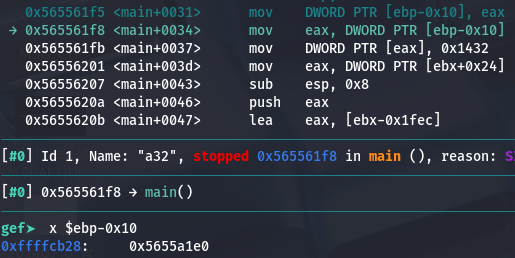 0x565561f5 <main+0031> mov DWORD PTR [ebp-0x10], eax
→ 0x565561f8 <main+0034> mov eax, DWORD PTR [ebp-0x10]
0x565561fb <main+0037> mov DWORD PTR [eax], 0x1432
0x56556201 <main+003d> mov eax, DWORD PTR [ebx+0x24]
0x56556207 <main+0043> sub esp, 0x8
0x5655620a <main+0046> push eax
0x5655620b <main+0047> lea eax, [ebx-0x1fec]
[#0] Id 1, Name: "a32", stopped 0x565561f8 in main (), reason: S
[#0] 0x565561f8 → main()
gef➤ x $ebp-0x10
0xffffcb28: 0x5655a1e0